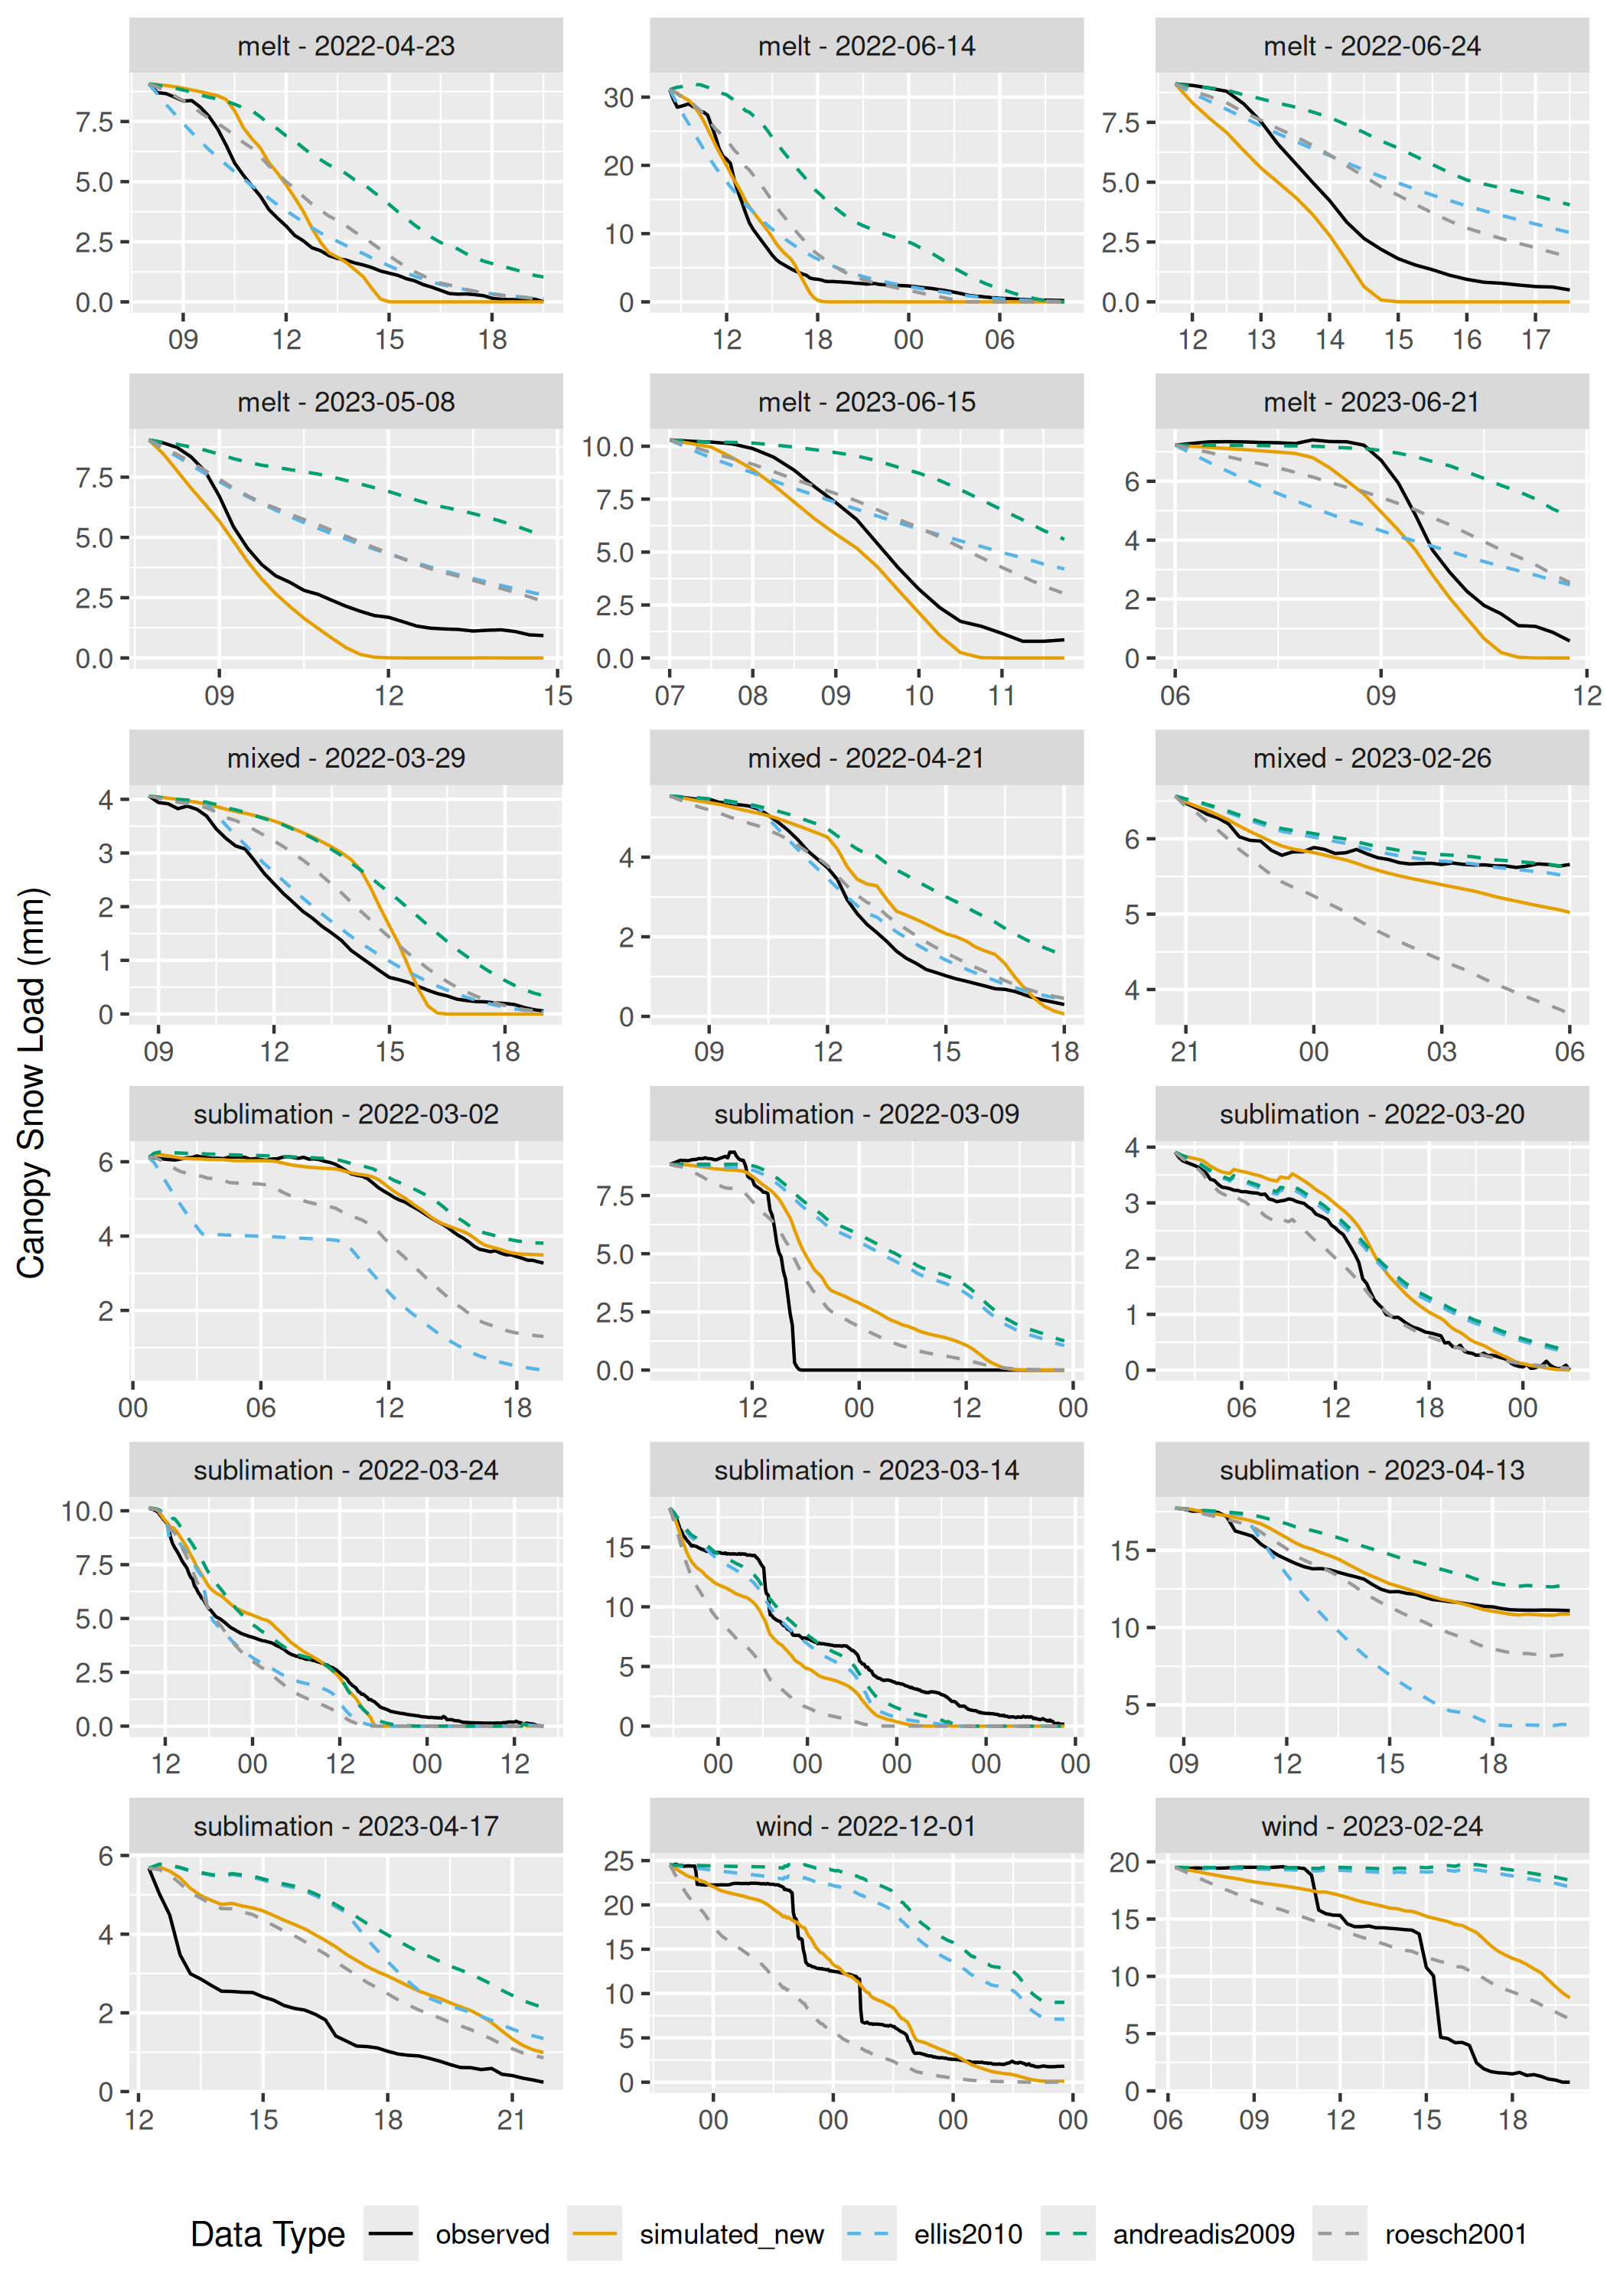 melt - 2022-04-23
melt - 2022-06-14
melt - 2022-06-24
7.5
5.0
2.5
0.0
09 12 15 18
30
20
10
0
12 18 00 06
7.5
5.0
2.5
0.0
12 13 14 15 16 17
melt - 2023-05-08
melt - 2023-06-15
melt - 2023-06-21
7.5
5.0
2.5
0.0
09 12 15
10.0
7.5
5.0
2.5
0.0
07 08 09 10 11
6
4
2
0
06 09 12
mixed - 2022-03-29
mixed - 2022-04-21
mixed - 2023-02-26
4
3
2
1
0
09 12 15 18
4
2
0
09 12 15 18
6
5
4
21 00 03 06
Canopy Snow Load (mm)
sublimation - 2022-03-02
sublimation - 2022-03-09
sublimation - 2022-03-20
6
4
2
00 06 12 18
7.5
5.0
2.5
0.0
12 00 12 00
4
3
2
1
0
06 12 18 00
sublimation - 2022-03-24
sublimation - 2023-03-14
sublimation - 2023-04-13
10.0
7.5
5.0
2.5
0.0
12 00 12 00 12
15
10
5
0
00 00 00 00 00
15
10
5
09 12 15 18
sublimation - 2023-04-17
wind - 2022-12-01
wind - 2023-02-24
6
4
2
0
12 15 18 21
25
20
15
10
5
0
00 00 00 00
20
15
10
5
0
06 09 12 15 18
Data Type observed simulated_new ellis2010 andreadis2009 roesch2001